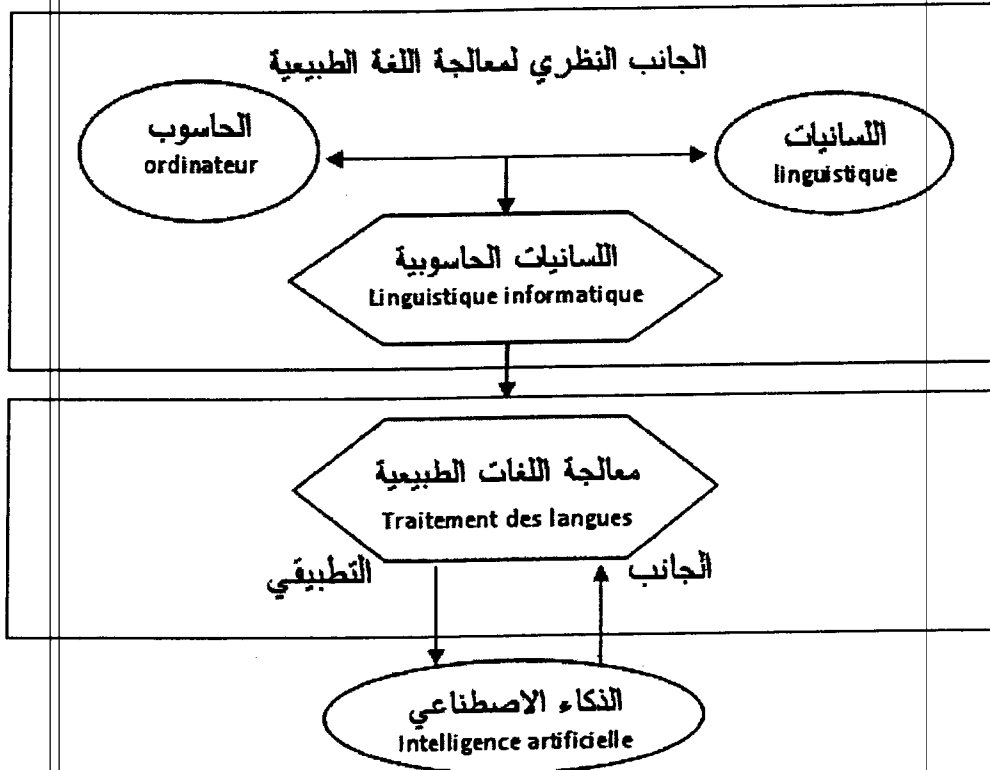 الجانب النظري لمعالجة اللغة الطبيعية
اللسانيات
linguistique
الحاسوب
ordinateur
اللسانيات الحاسوبية
Linguistique informatique
معالجة اللغات الطبيعية
Traitement des langues
الجانب
التطبيقي
الذكاء الاصطناعي
Intelligence artificielle